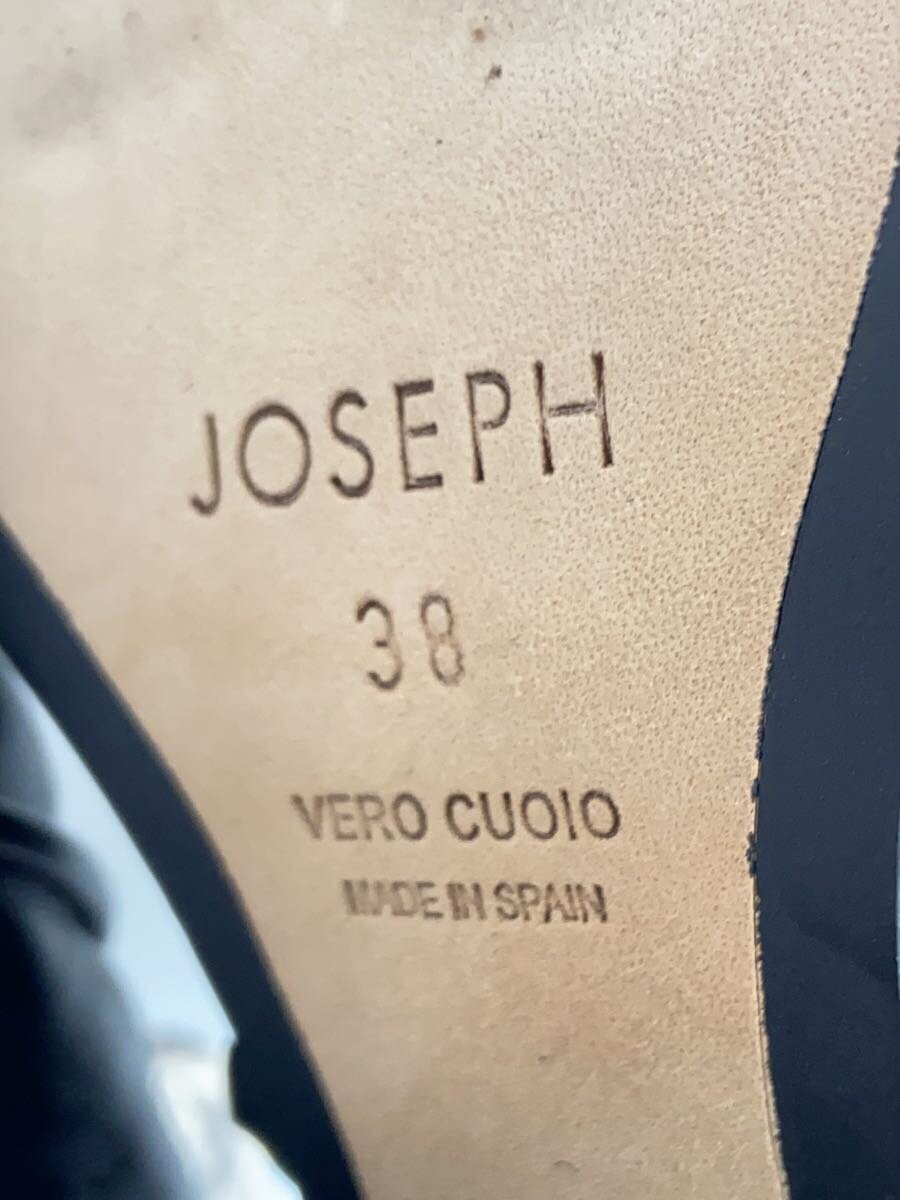 JOSEPH
38
VERO CUOIO
MADE IN SPAIN